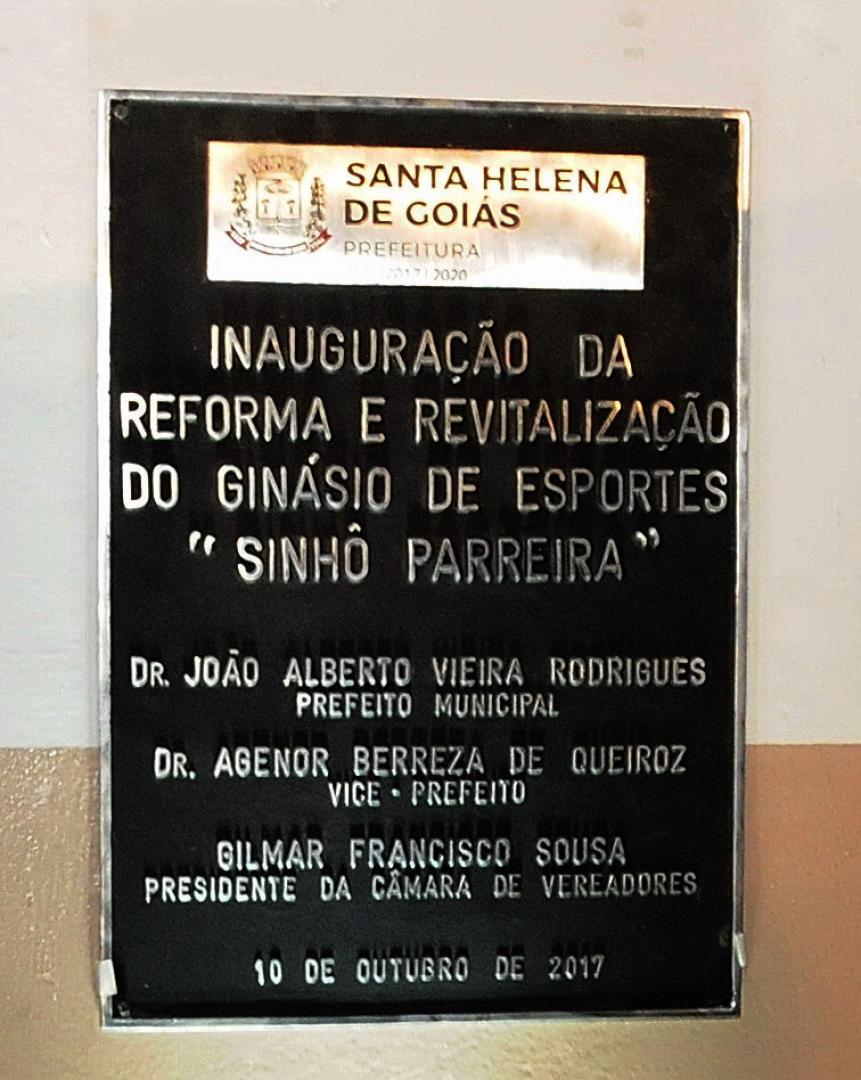 SANTA HELENA
DE GOIÁS
PREFEITURA
2017 | 2020
INAUGURAÇÃO DA
REFORMA E REVITALIZAÇÃO
DO GINÁSIO DE ESPORTES
" SINHÔ PARREIRA "
DR. JOÃO ALBERTO VIEIRA RODRIGUES
PREFEITO MUNICIPAL
DR. AGENOR BERREZA DE QUEIROZ
VICE - PREFEITO
GILMAR FRANCISCO SOUSA
PRESIDENTE DA CÂMARA DE VEREADORES
10 DE OUTUBRO DE 2017